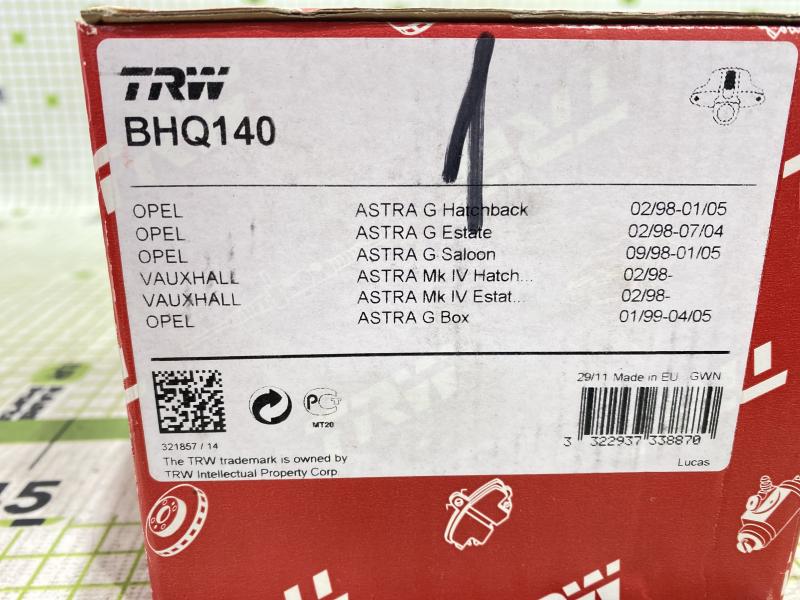 TRW
BHQ140
1
OPEL ASTRA G Hatchback 02/98-01/05
OPEL ASTRA G Estate 02/98-07/04
OPEL ASTRA G Saloon 09/98-01/05
VAUXHALL ASTRA Mk IV Hatch... 02/98-
VAUXHALL ASTRA Mk IV Estat... 02/98-
OPEL ASTRA G Box 01/99-04/05
29/11 Made in EU GWN
MT20
3 322937 338870
321857 / 14
The TRW trademark is owned by
TRW Intellectual Property Corp.
Lucas
45
TRW